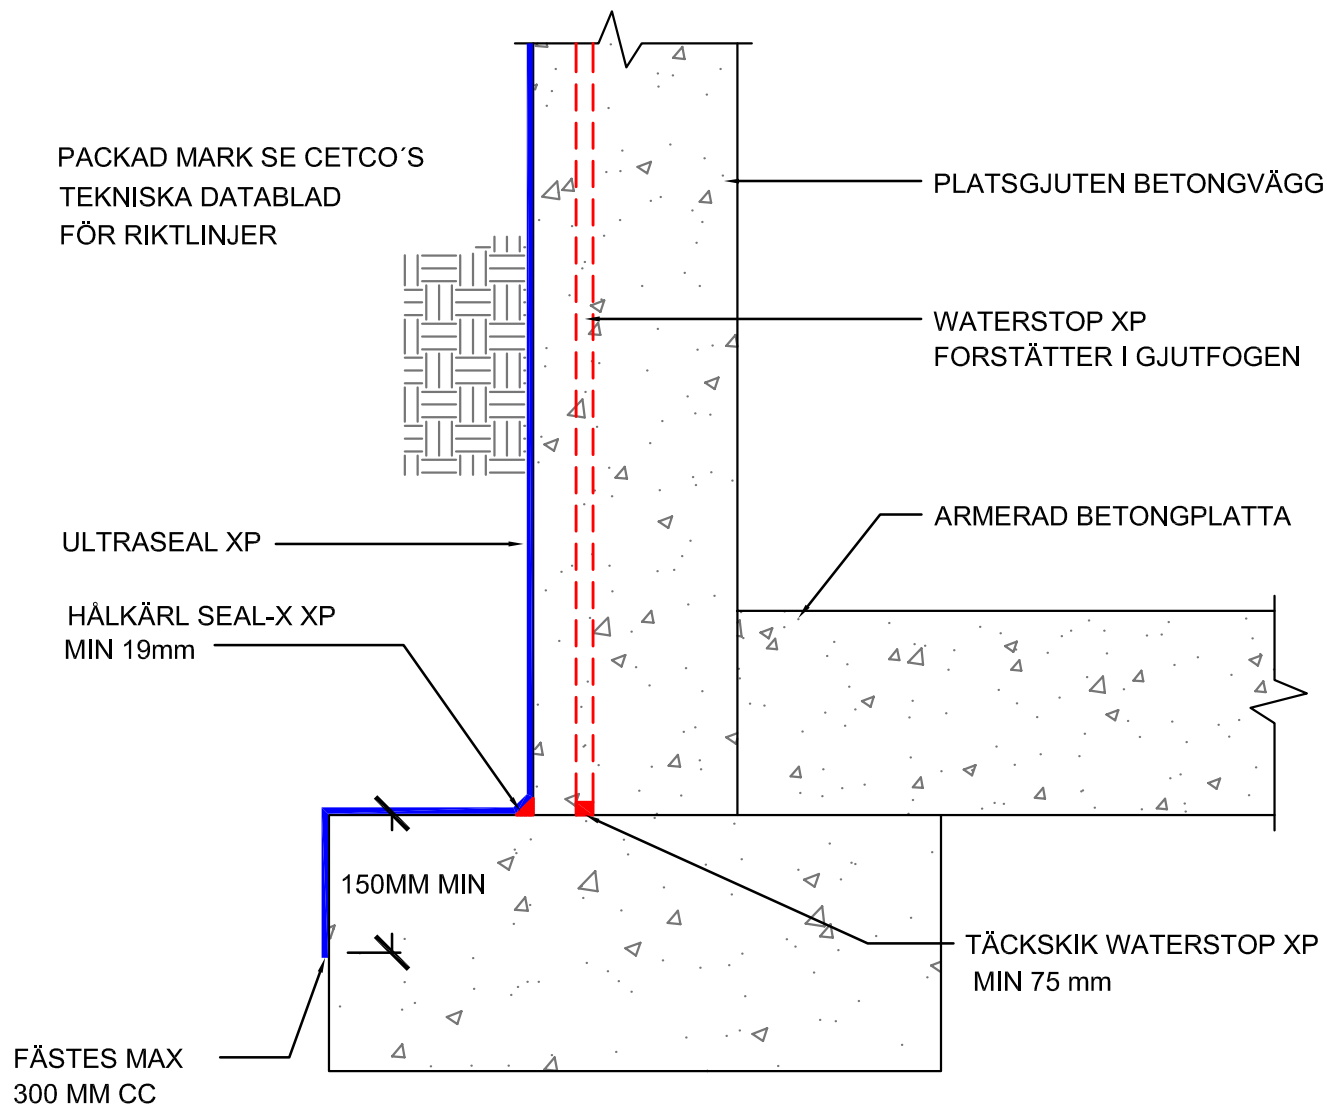 PACKAD MARK SE CETCO´S
TEKNISKA DATABLAD
FÖR RIKTLINJER
PLATSGJUTEN BETONGVÄGG
WATERSTOP XP
FORSTÄTTER I GJUTFOGEN
ARMERAD BETONGPLATTA
ULTRASEAL XP
HÅLKÄRL SEAL-X XP
MIN 19mm
150MM MIN
TÄCKSKIK WATERSTOP XP
MIN 75 mm
FÄSTES MAX
300 MM CC